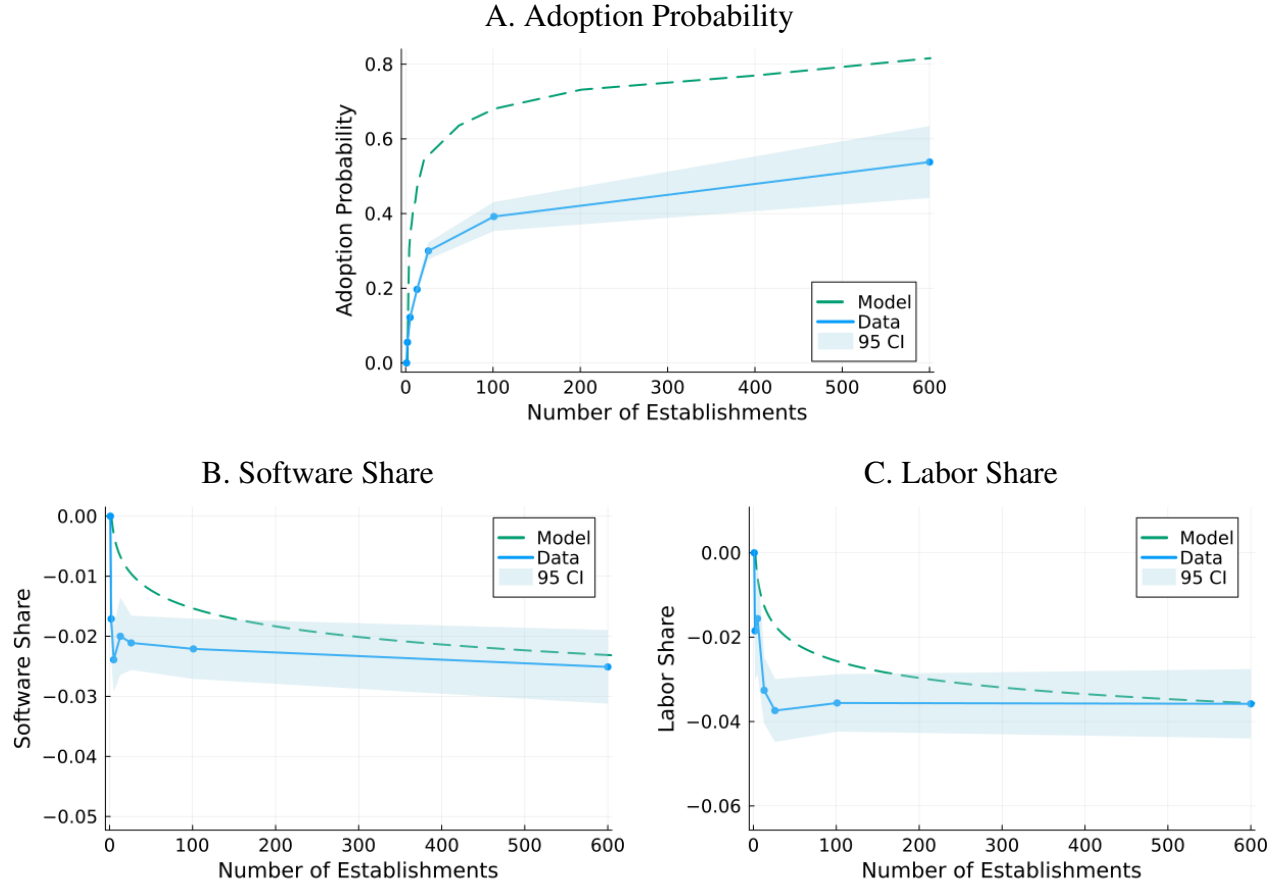 A. Adoption Probability
Adoption Probability
0.8
0.6
0.4
0.2
0.0
Model
Data
95 CI
0 100 200 300 400 500 600
Number of Establishments
B. Software Share
Software Share
0.00
−0.01
−0.02
−0.03
−0.04
−0.05
Model
Data
95 CI
0 100 200 300 400 500 600
Number of Establishments
C. Labor Share
Labor Share
0.00
−0.02
−0.04
−0.06
Model
Data
95 CI
0 100 200 300 400 500 600
Number of Establishments